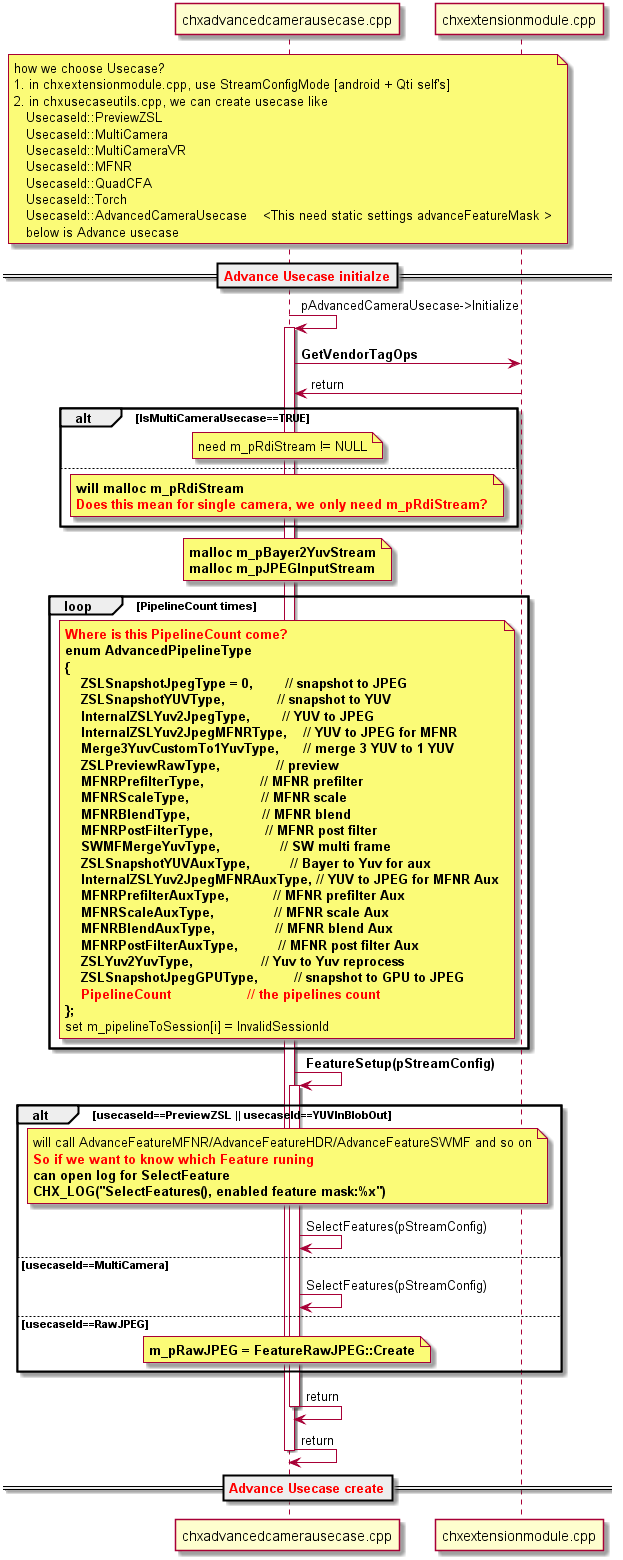 chxadvancedcamerausecase.cpp
chxextensionmodule.cpp
how we choose Usecase?
1. in chxextensionmodule.cpp, use StreamConfigMode [android + Qti self's]
2. in chxusecaseutils.cpp, we can create usecase like
UsecaseId::PreviewZSL
UsecaseId::MultiCamera
UsecaseId::MultiCameraVR
UsecaseId::MFNR
UsecaseId::QuadCFA
UsecaseId::Torch
UsecaseId::AdvancedCameraUsecase <This need static settings advanceFeatureMask >
below is Advance usecase
Advance Usecase initialze
pAdvancedCameraUsecase->Initialize
GetVendorTagOps
return
alt [IsMultiCameraUsecase==TRUE]
need m_pRdiStream != NULL
will malloc m_pRdiStream
Does this mean for single camera, we only need m_pRdiStream?
malloc m_pBayer2YuvStream
malloc m_pJPEGInputStream
loop [PipelineCount times]
Where is this PipelineCount come?
enum AdvancedPipelineType
{
ZSLSnapshotJpegType = 0, // snapshot to JPEG
ZSLSnapshotYUVType, // snapshot to YUV
InternalZSLYuv2JpegType, // YUV to JPEG
InternalZSLYuv2JpegMFNRType, // YUV to JPEG for MFNR
Merge3YuvCustomTo1YuvType, // merge 3 YUV to 1 YUV
ZSLPreviewRawType, // preview
MFNRPrefilterType, // MFNR prefilter
MFNRScaleType, // MFNR scale
MFNRBlendType, // MFNR blend
MFNRPostFilterType, // MFNR post filter
SWMFMergeYuvType, // SW multi frame
ZSLSnapshotYUVAuxType, // Bayer to Yuv for aux
InternalZSLYuv2JpegMFNRAuxType, // YUV to JPEG for MFNR Aux
MFNRPrefilterAuxType, // MFNR prefilter Aux
MFNRScaleAuxType, // MFNR scale Aux
MFNRBlendAuxType, // MFNR blend Aux
MFNRPostFilterAuxType, // MFNR post filter Aux
ZSLYuv2YuvType, // Yuv to Yuv reprocess
ZSLSnapshotJpegGPUType, // snapshot to GPU to JPEG
PipelineCount // the pipelines count
};
set m_pipelineToSession[i] = InvalidSessionId
FeatureSetup(pStreamConfig)
alt [usecaseId==PreviewZSL || usecaseId==YUVInBlobOut]
will call AdvanceFeatureMFNR/AdvanceFeatureHDR/AdvanceFeatureSWMF and so on
So if we want to know which Feature runing
can open log for SelectFeature
CHX_LOG("SelectFeatures(), enabled feature mask:%x")
SelectFeatures(pStreamConfig)
[usecaseId==MultiCamera]
SelectFeatures(pStreamConfig)
[usecaseId==RawJPEG]
m_pRawJPEG = FeatureRawJPEG::Create
return
return
Advance Usecase create
chxadvancedcamerausecase.cpp
chxextensionmodule.cpp